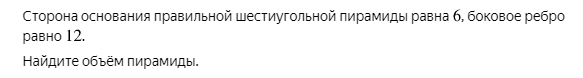 Сторона основания правильной шестиугольной пирамиды равна 6, боковое ребро
равно 12.
Найдите объём пирамиды.